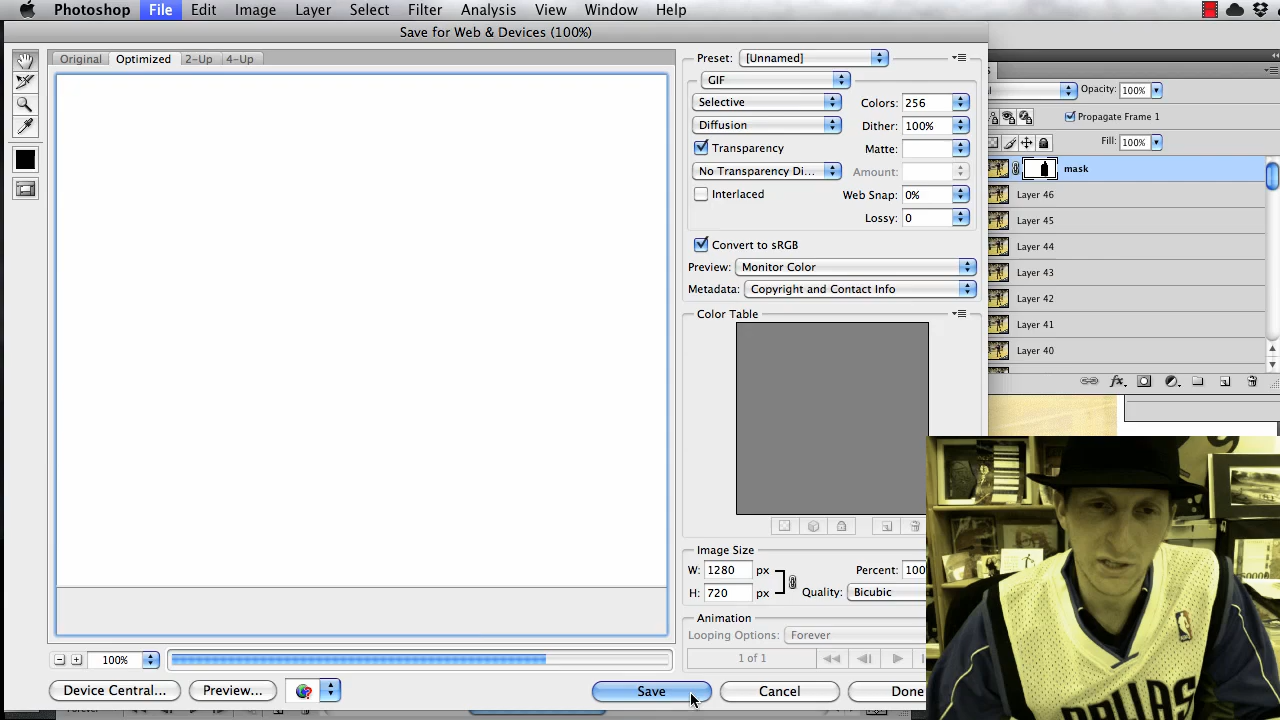 Photoshop File Edit Image Layer Select Filter Analysis View Window Help
Save for Web & Devices (100%)
Original Optimized 2-Up 4-Up
Preset: [Unnamed]
GIF
Selective Colors: 256
Diffusion Dither: 100%
Transparency Matte:
No Transparency Di... Amount:
Interlaced Web Snap: 0%
Lossy: 0
Convert to sRGB
Preview: Monitor Color
Metadata: Copyright and Contact Info
Color Table
Image Size
W: 1280 px Percent: 100
H: 720 px Quality: Bicubic
Animation
Looping Options: Forever
1 of 1
100%
Device Central... Preview... Save Cancel Done
Opacity: 100%
Propagate Frame 1
Fill: 100%
mask
Layer 46
Layer 45
Layer 44
Layer 43
Layer 42
Layer 41
Layer 40
DALLAS